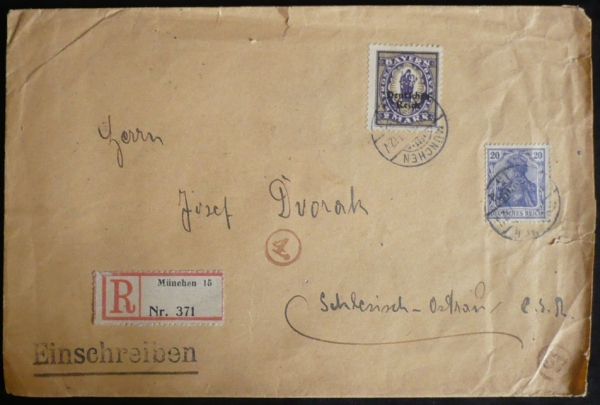 BAYERN
Deutsches
Reich
MARK
MÜNCHEN
20 20
DEUTSCHES REICH
Herrn
Josef Dvorak
Schlesisch-Ostrau Č.S.R.
R
München 15
Nr. 371
Einschreiben